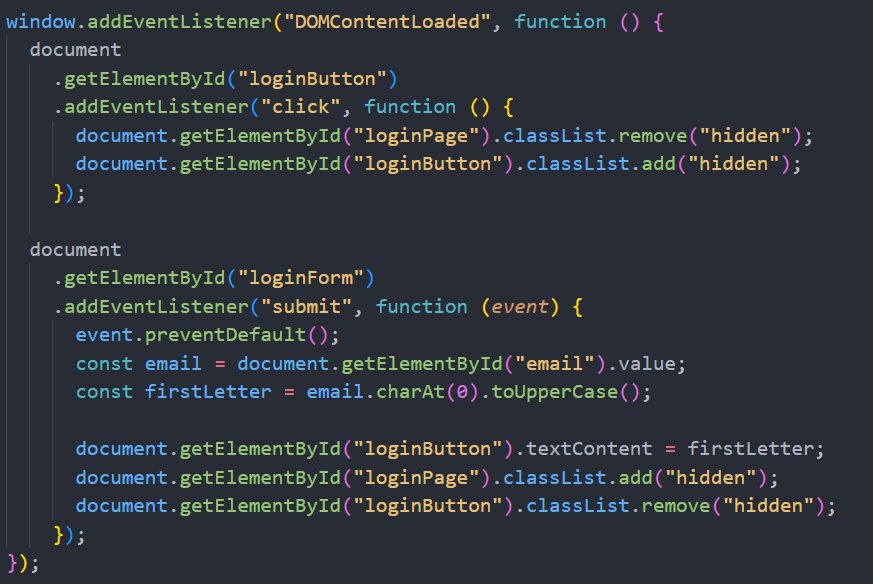 window.addEventListener("DOMContentLoaded", function () {
  document
    .getElementById("loginButton")
    .addEventListener("click", function () {
      document.getElementById("loginPage").classList.remove("hidden");
      document.getElementById("loginButton").classList.add("hidden");
    });

  document
    .getElementById("loginForm")
    .addEventListener("submit", function (event) {
      event.preventDefault();
      const email = document.getElementById("email").value;
      const firstLetter = email.charAt(0).toUpperCase();

      document.getElementById("loginButton").textContent = firstLetter;
      document.getElementById("loginPage").classList.add("hidden");
      document.getElementById("loginButton").classList.remove("hidden");
    });
});